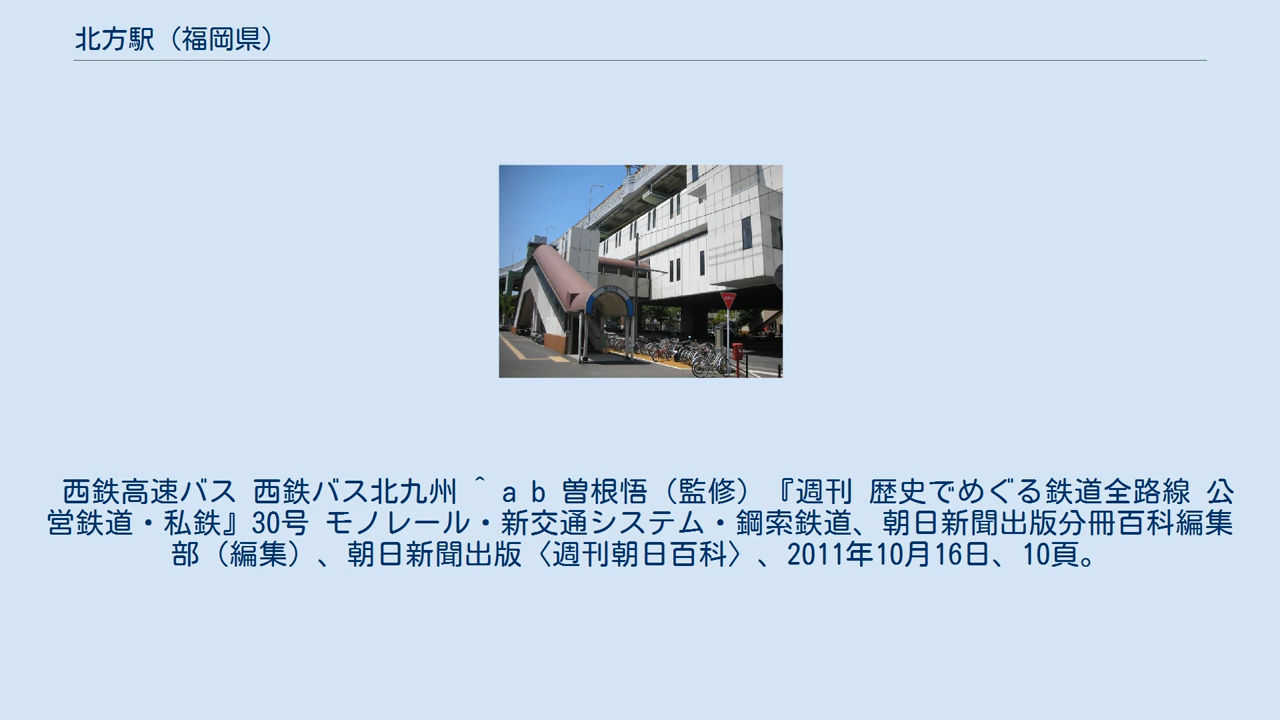 北方駅（福岡県）
西鉄高速バス 西鉄バス北九州 ^ a b 曽根悟（監修）『週刊 歴史でめぐる鉄道全路線 公
営鉄道・私鉄』30号 モノレール・新交通システム・鋼索鉄道、朝日新聞出版分冊百科編集
部（編集）、朝日新聞出版〈週刊朝日百科〉、2011年10月16日、10頁。